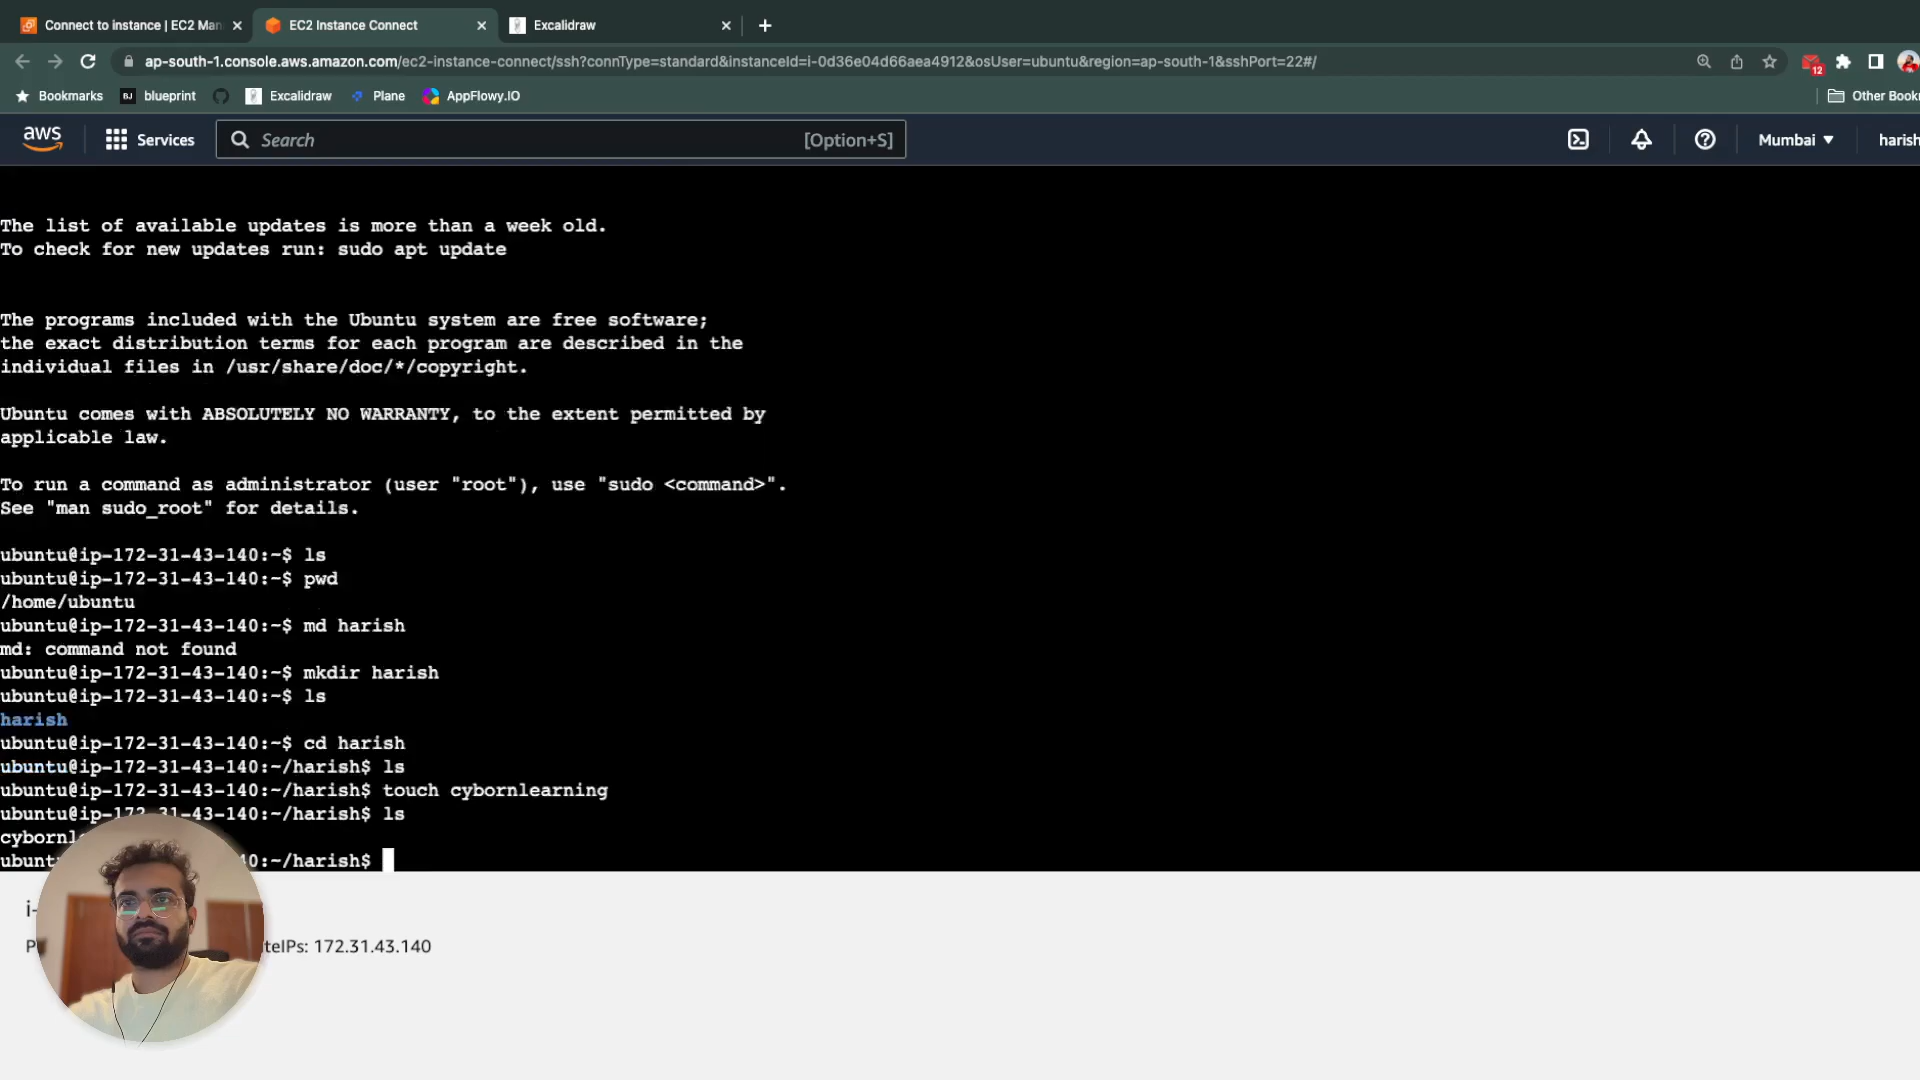 Connect to instance | EC2 Man
EC2 Instance Connect
Excalidraw
ap-south-1.console.aws.amazon.com/ec2-instance-connect/ssh?connType=standard&instanceId=i-0d36e04d66aea4912&osUser=ubuntu&region=ap-south-1&sshPort=22#/
12
Bookmarks
BJ blueprint
Excalidraw
Plane
AppFlowy.IO
Other Book
aws
Services
Search
[Option+S]
Mumbai
harish
The list of available updates is more than a week old.
To check for new updates run: sudo apt update
The programs included with the Ubuntu system are free software;
the exact distribution terms for each program are described in the
individual files in /usr/share/doc/*/copyright.
Ubuntu comes with ABSOLUTELY NO WARRANTY, to the extent permitted by
applicable law.
To run a command as administrator (user "root"), use "sudo <command>".
See "man sudo_root" for details.
ubuntu@ip-172-31-43-140:~$ ls
ubuntu@ip-172-31-43-140:~$ pwd
/home/ubuntu
ubuntu@ip-172-31-43-140:~$ md harish
md: command not found
ubuntu@ip-172-31-43-140:~$ mkdir harish
ubuntu@ip-172-31-43-140:~$ ls
harish
ubuntu@ip-172-31-43-140:~$ cd harish
ubuntu@ip-172-31-43-140:~/harish$ ls
ubuntu@ip-172-31-43-140:~/harish$ touch cybornlearning
ubuntu@ip-172-31-43-140:~/harish$ ls
cybornl
ubunt 40:~/harish$
i-
teIPs: 172.31.43.140